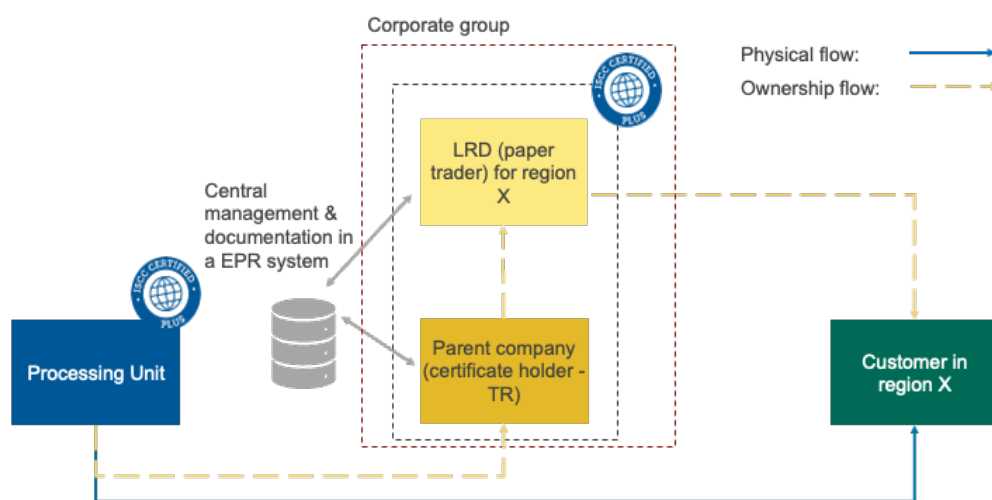 Corporate group
Physical flow:
Ownership flow:
ISCC CERTIFIED
PLUS
LRD (paper
trader) for region
X
Central
management &
documentation in
a EPR system
ISCC CERTIFIED
PLUS
Processing Unit
Parent company
(certificate holder -
TR)
Customer in
region X